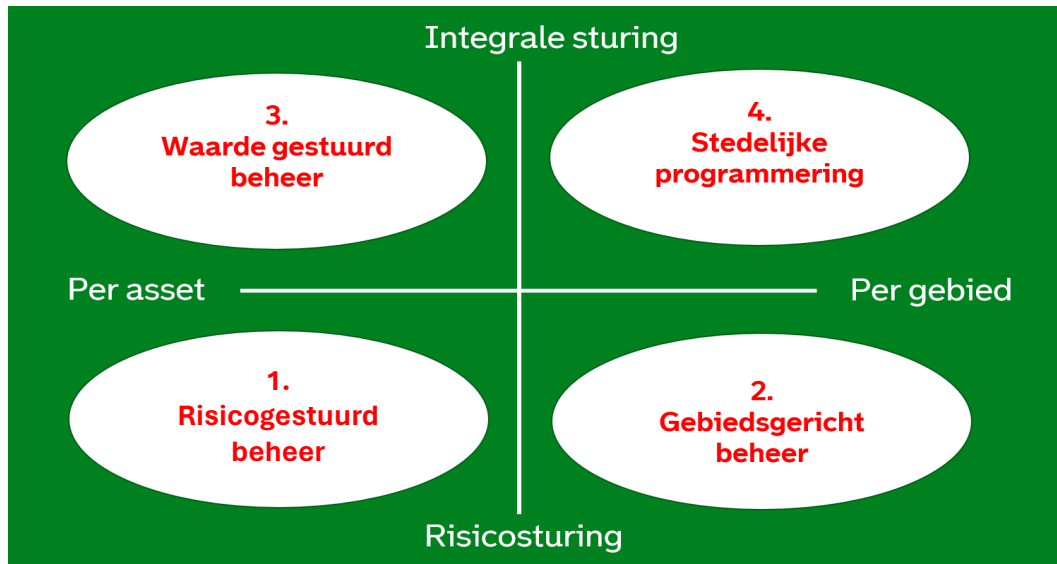 Integrale sturing
3.
Waarde gestuurd
beheer
4.
Stedelijke
programmering
Per asset
Per gebied
1.
Risicogestuurd
beheer
2.
Gebiedsgericht
beheer
Risicosturing